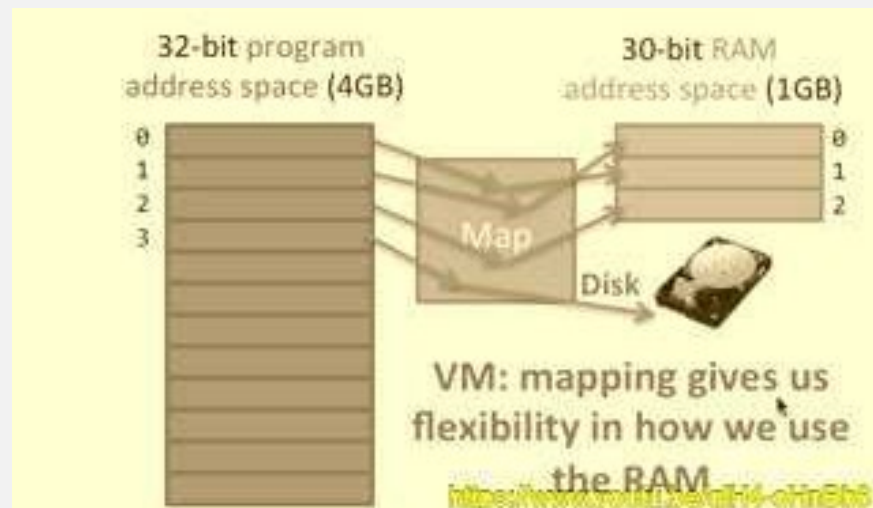 32-bit program
address space (4GB)
30-bit RAM
address space (1GB)
0
1
2
3
Map
0
1
2
Disk
VM: mapping gives us
flexibility in how we use
the RAM